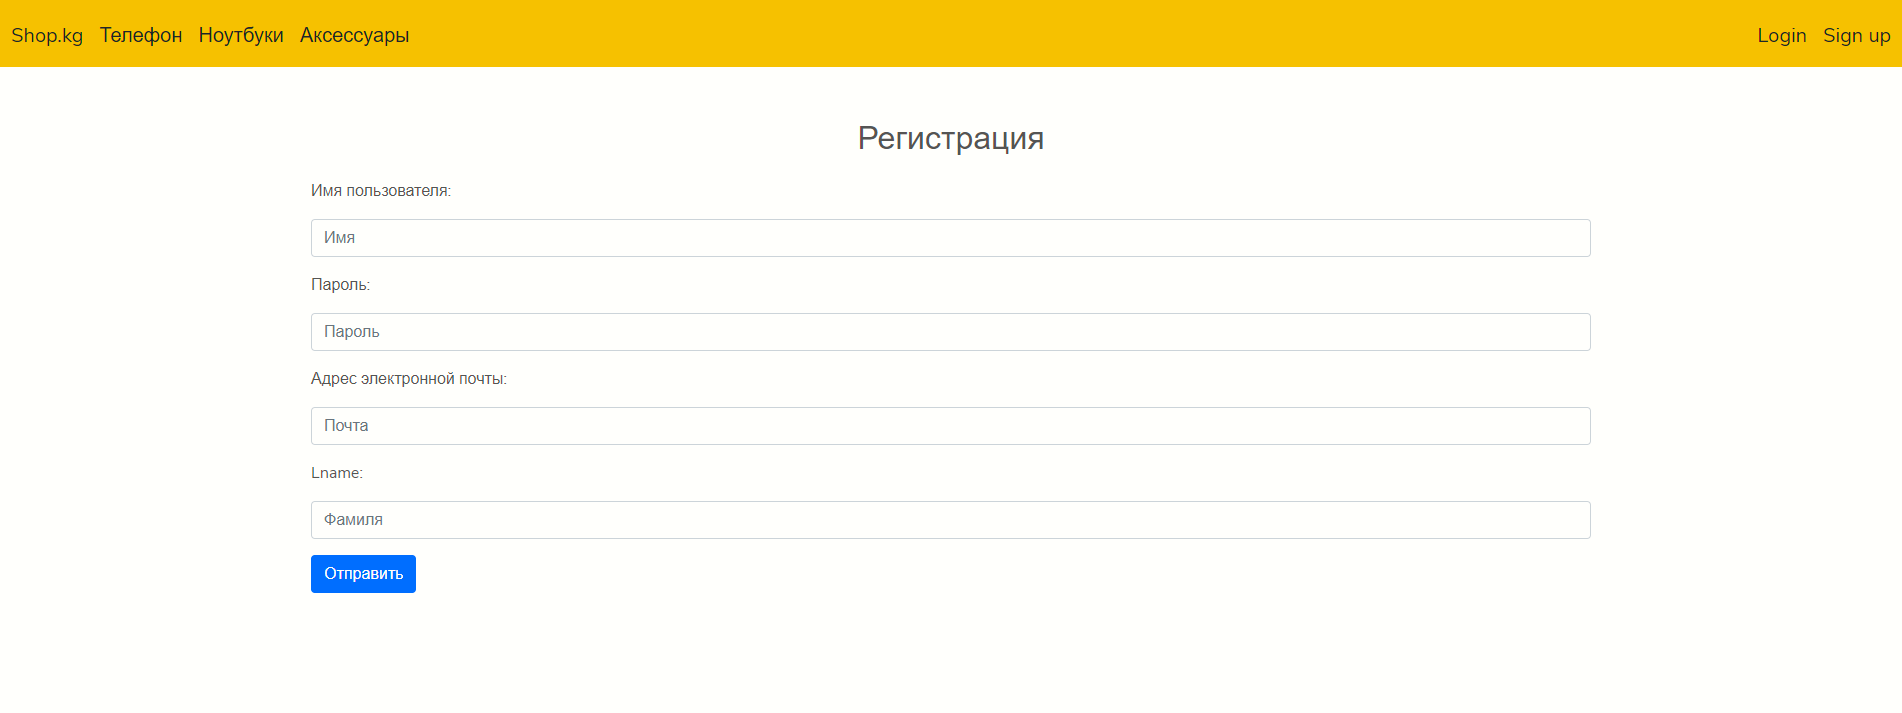 Shop.kg Телефон Ноутбуки Аксессуары Login Sign up
Регистрация
Имя пользователя:
Имя
Пароль:
Пароль
Адрес электронной почты:
Почта
Lname:
Фамиля
Отправить